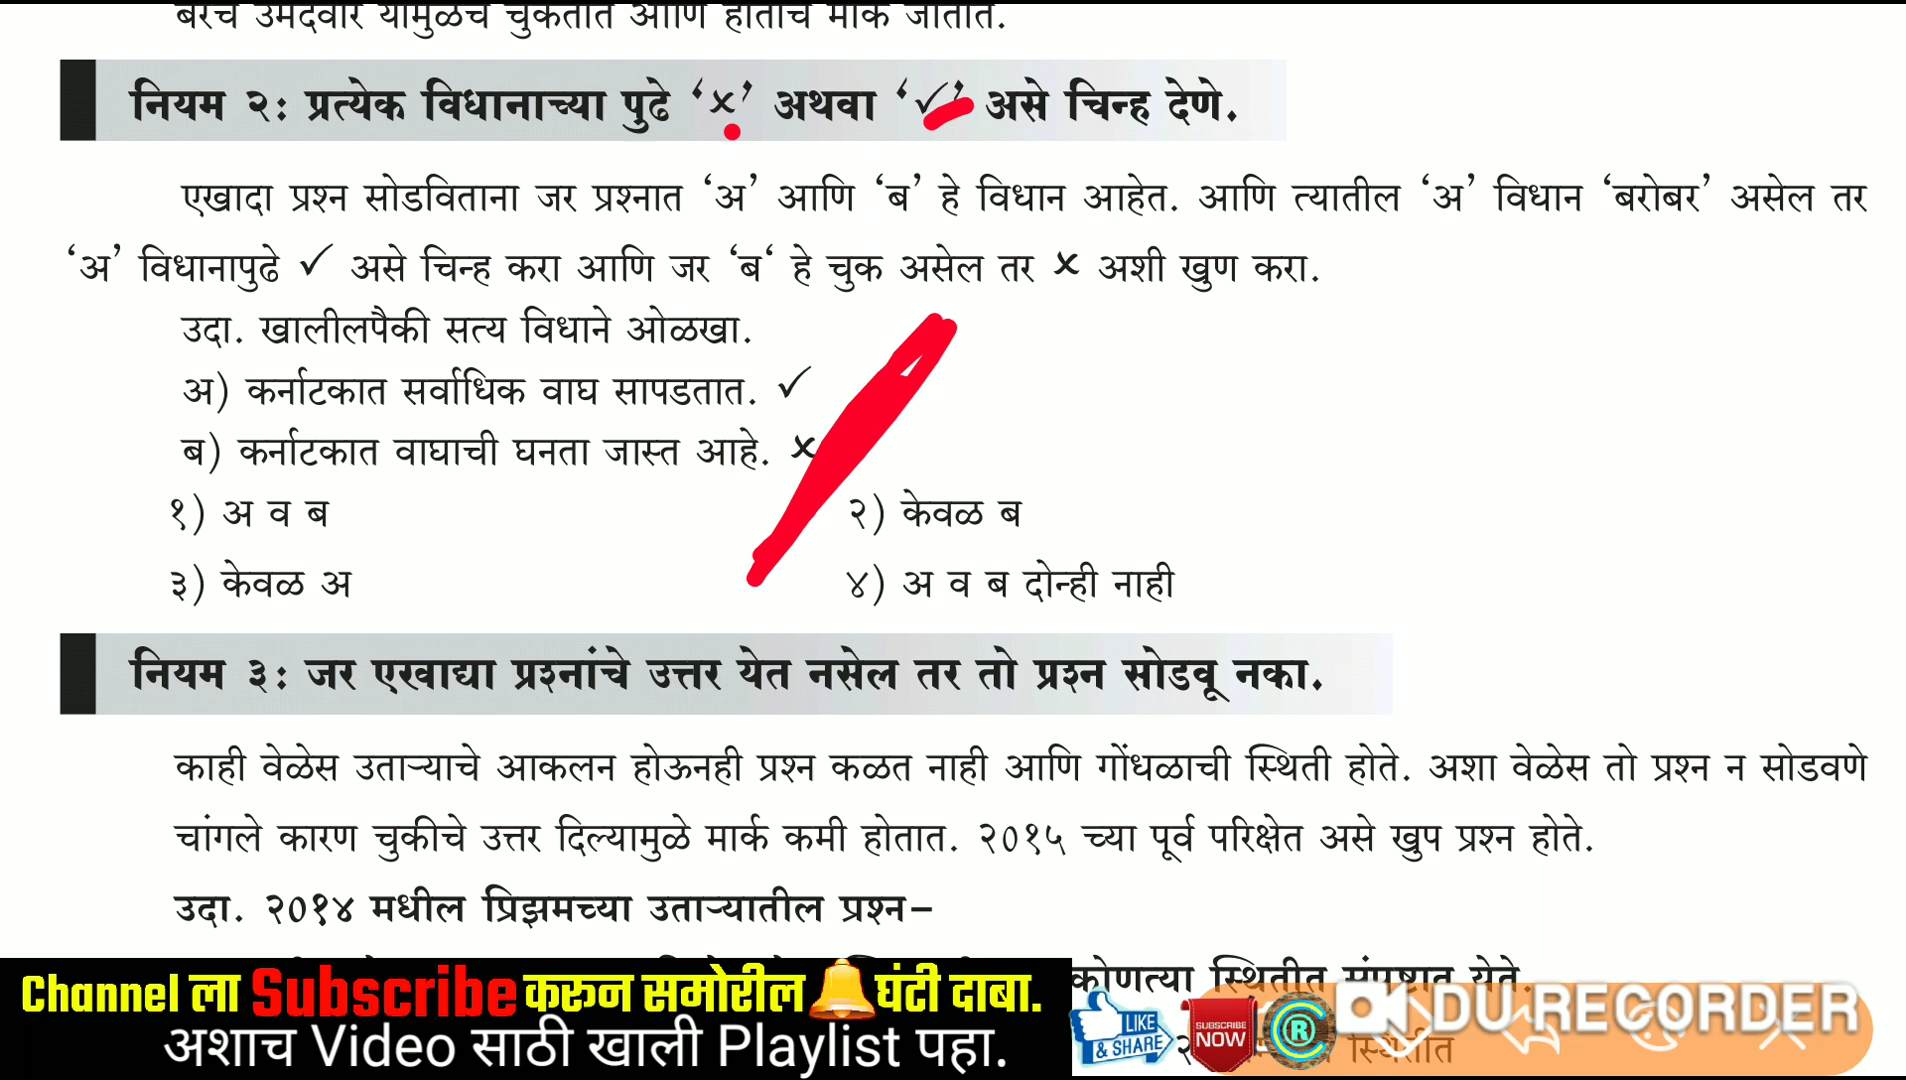 बरेच उमेदवार यामुळेच चुकतात आणि हातचे मार्क जातात.
नियम २: प्रत्येक विधानाच्या पुढे ‘×’ अथवा ‘✓’ असे चिन्ह देणे.
एखादा प्रश्न सोडविताना जर प्रश्नात ‘अ’ आणि ‘ब’ हे विधान आहेत. आणि त्यातील ‘अ’ विधान ‘बरोबर’ असेल तर
‘अ’ विधानापुढे ✓ असे चिन्ह करा आणि जर ‘ब‘ हे चुक असेल तर × अशी खुण करा.
उदा. खालीलपैकी सत्य विधाने ओळखा.
अ) कर्नाटकात सर्वाधिक वाघ सापडतात. ✓
ब) कर्नाटकात वाघाची घनता जास्त आहे. ×
१) अ व ब २) केवळ ब
३) केवळ अ ४) अ व ब दोन्ही नाही
नियम ३: जर एखाद्या प्रश्नांचे उत्तर येत नसेल तर तो प्रश्न सोडवू नका.
काही वेळेस उताऱ्याचे आकलन होऊनही प्रश्न कळत नाही आणि गोंधळाची स्थिती होते. अशा वेळेस तो प्रश्न न सोडवणे
चांगले कारण चुकीचे उत्तर दिल्यामुळे मार्क कमी होतात. २०१५ च्या पूर्व परिक्षेत असे खुप प्रश्न होते.
उदा. २०१४ मधील प्रिझमच्या उताऱ्यातील प्रश्न–
कोणत्या स्थितीत संपुष्टात येते.
Channel ला Subscribe करून समोरील घंटी दाबा.
अशाच Video साठी खाली Playlist पहा.
LIKE & SHARE
SUBSCRIBE NOW
R
DU RECORDER
स्थितीत